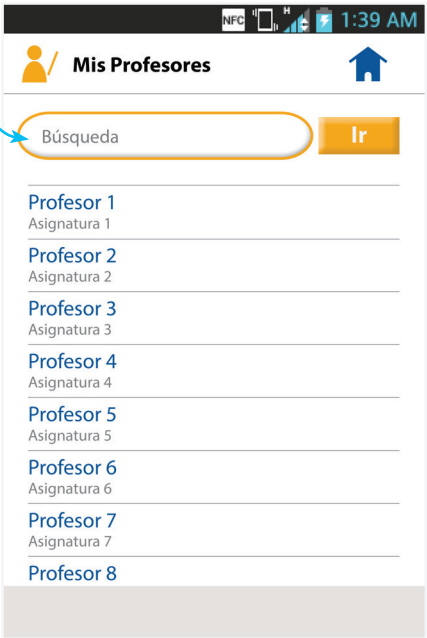 NFC H 1:39 AM
Mis Profesores
Búsqueda Ir
Profesor 1
Asignatura 1
Profesor 2
Asignatura 2
Profesor 3
Asignatura 3
Profesor 4
Asignatura 4
Profesor 5
Asignatura 5
Profesor 6
Asignatura 6
Profesor 7
Asignatura 7
Profesor 8